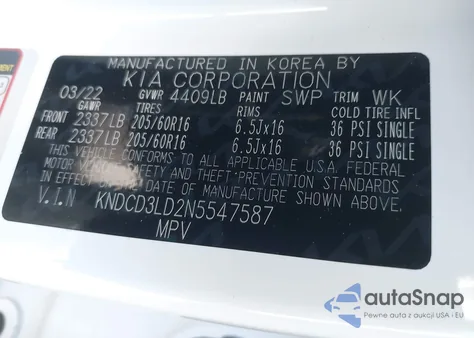 MANUFACTURED IN KOREA BY
KIA CORPORATION
03/22 GVWR 4409LB PAINT SWP TRIM WK
GAWR TIRES RIMS COLD TIRE INFL
FRONT 2337LB 205/60R16 6.5Jx16 36 PSI SINGLE
REAR 2337LB 205/60R16 6.5Jx16 36 PSI SINGLE
THIS VEHICLE CONFORMS TO ALL APPLICABLE U.S.A. FEDERAL
MOTOR VEHICLE SAFETY AND THEFT PREVENTION STANDARDS
IN EFFECT ON THE DATE OF MANUFACTURE SHOWN ABOVE.
V.I.N KNDCD3LD2N5547587
MPV
autoSnap
Pewne auta z aukcji USA i EU